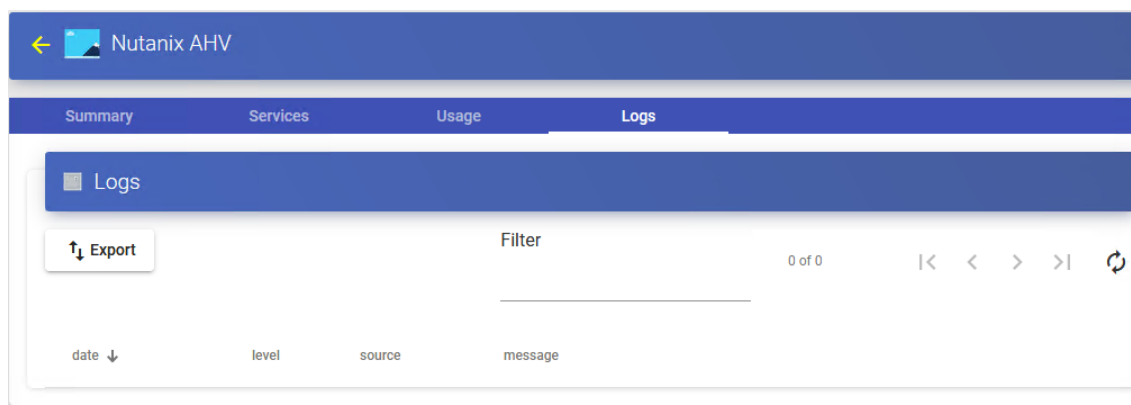 Nutanix AHV
Summary Services Usage Logs
Logs
Export Filter 0 of 0
date level source message